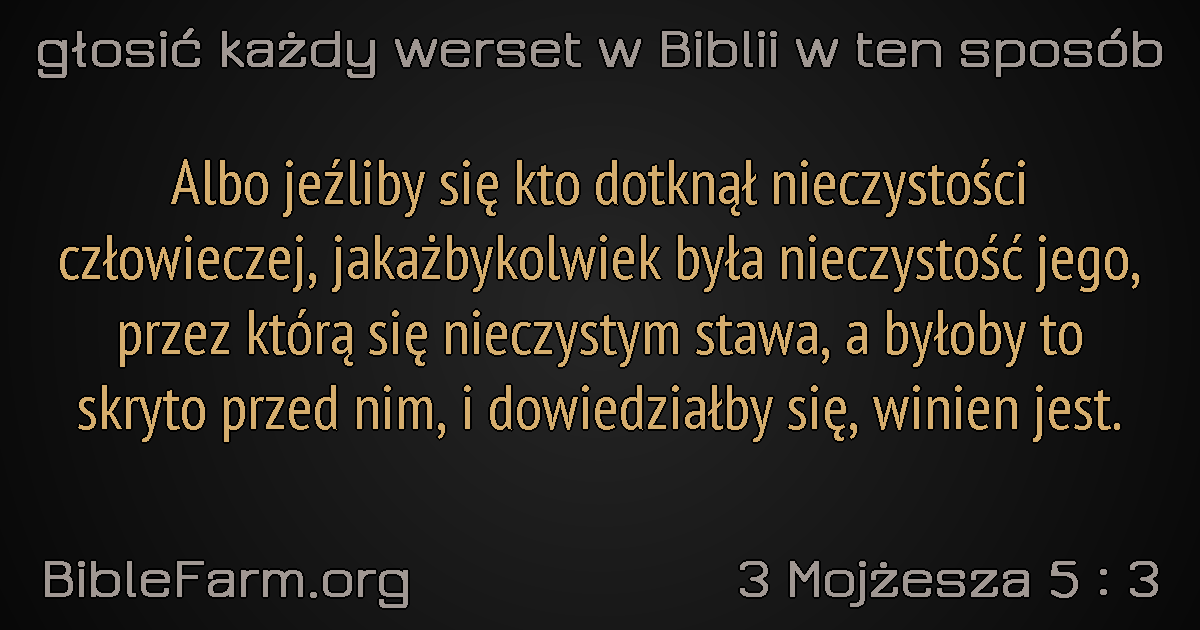 głosić każdy werset w Biblii w ten sposób
Albo jeźliby się kto dotknął nieczystości
człowieczej, jakażbykolwiek była nieczystość jego,
przez którą się nieczystym stawa, a byłoby to
skryto przed nim, i dowiedziałby się, winien jest.
BibleFarm.org
3 Mojżesza 5 : 3